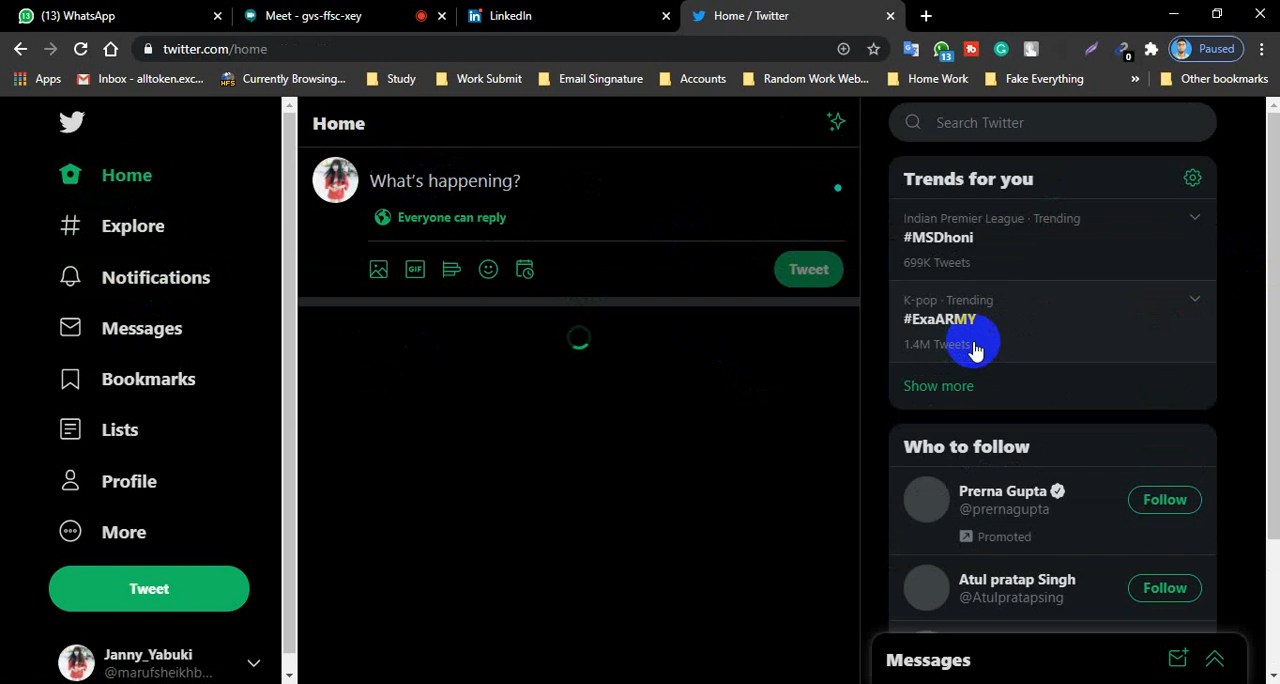 (13) WhatsApp
Meet - gvs-ffsc-xey
LinkedIn
Home / Twitter
twitter.com/home
13
0
Paused
Apps
Inbox - alltoken.exc...
HFS
Currently Browsing...
Study
Work Submit
Email Singnature
Accounts
Random Work Web...
Home Work
Fake Everything
»
Other bookmarks
Home
Explore
Notifications
Messages
Bookmarks
Lists
Profile
More
Tweet
Janny_Yabuki
@marufsheikhb...
Home
What's happening?
Everyone can reply
GIF
Tweet
Search Twitter
Trends for you
Indian Premier League · Trending
#MSDhoni
699K Tweets
K-pop · Trending
#ExaARMY
1.4M Tweets
Show more
Who to follow
Prerna Gupta
@prernagupta
Follow
Promoted
Atul pratap Singh
@Atulpratapsing
Follow
Messages